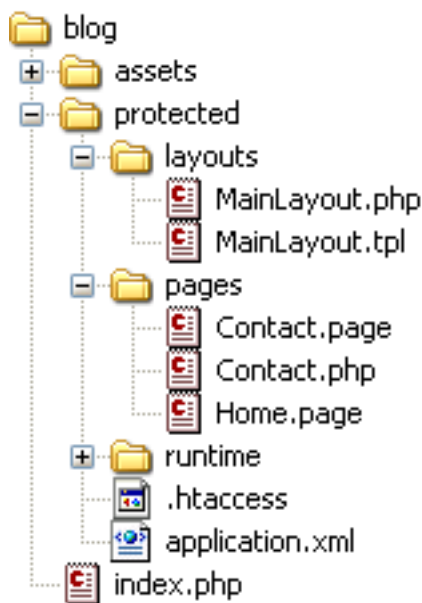 blog
assets
protected
layouts
MainLayout.php
MainLayout.tpl
pages
Contact.page
Contact.php
Home.page
runtime
.htaccess
application.xml
index.php